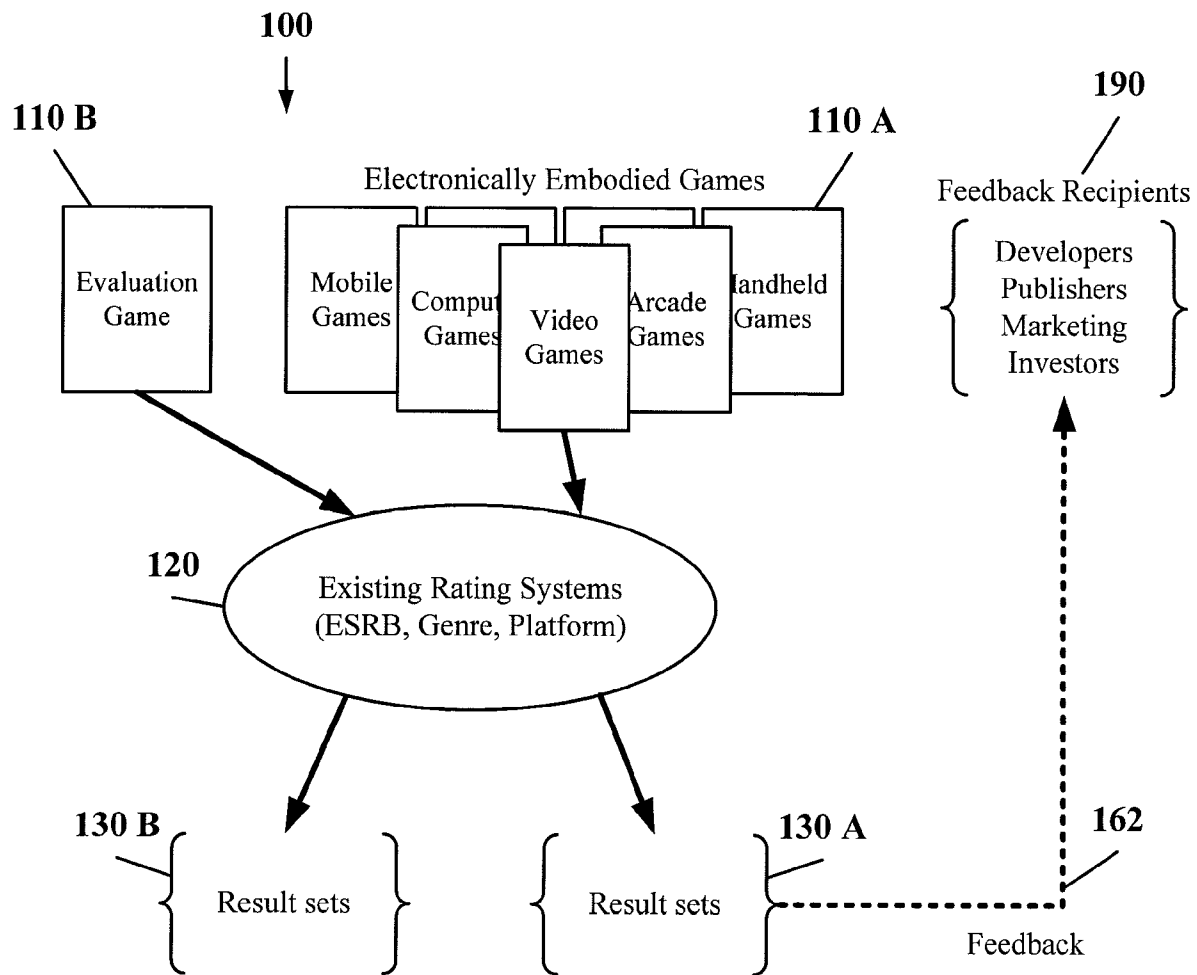 100
190
110 B
110 A
Electronically Embodied Games
Feedback Recipients
Evaluation
Game
Mobile
Games
Comput
Games
Video
Games
Arcade
Games
Handheld
Games
Developers
Publishers
Marketing
Investors
120
Existing Rating Systems
(ESRB, Genre, Platform)
130 B
130 A
162
Result sets
Result sets
Feedback